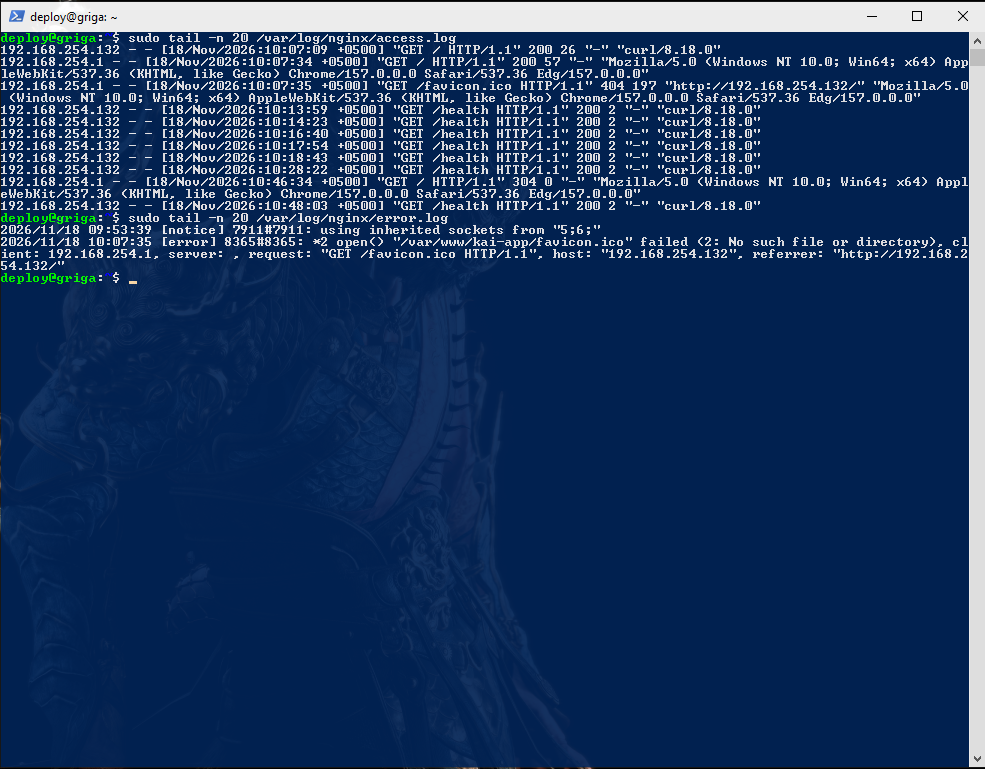 deploy@griga: ~
deploy@griga:~$ sudo tail -n 20 /var/log/nginx/access.log
192.168.254.132 - - [18/Nov/2026:10:07:09 +0500] "GET / HTTP/1.1" 200 26 "-" "curl/8.18.0"
192.168.254.1 - - [18/Nov/2026:10:07:34 +0500] "GET / HTTP/1.1" 200 57 "-" "Mozilla/5.0 (Windows NT 10.0; Win64; x64) App
leWebKit/537.36 (KHTML, like Gecko) Chrome/157.0.0.0 Safari/537.36 Edg/157.0.0.0"
192.168.254.1 - - [18/Nov/2026:10:07:35 +0500] "GET /favicon.ico HTTP/1.1" 404 197 "http://192.168.254.132/" "Mozilla/5.0
 (Windows NT 10.0; Win64; x64) AppleWebKit/537.36 (KHTML, like Gecko) Chrome/157.0.0.0 Safari/537.36 Edg/157.0.0.0"
192.168.254.132 - - [18/Nov/2026:10:13:59 +0500] "GET /health HTTP/1.1" 200 2 "-" "curl/8.18.0"
192.168.254.132 - - [18/Nov/2026:10:14:23 +0500] "GET /health HTTP/1.1" 200 2 "-" "curl/8.18.0"
192.168.254.132 - - [18/Nov/2026:10:16:40 +0500] "GET /health HTTP/1.1" 200 2 "-" "curl/8.18.0"
192.168.254.132 - - [18/Nov/2026:10:17:54 +0500] "GET /health HTTP/1.1" 200 2 "-" "curl/8.18.0"
192.168.254.132 - - [18/Nov/2026:10:18:43 +0500] "GET /health HTTP/1.1" 200 2 "-" "curl/8.18.0"
192.168.254.132 - - [18/Nov/2026:10:28:22 +0500] "GET /health HTTP/1.1" 200 2 "-" "curl/8.18.0"
192.168.254.1 - - [18/Nov/2026:10:46:34 +0500] "GET / HTTP/1.1" 304 0 "-" "Mozilla/5.0 (Windows NT 10.0; Win64; x64) Appl
eWebKit/537.36 (KHTML, like Gecko) Chrome/157.0.0.0 Safari/537.36 Edg/157.0.0.0"
192.168.254.132 - - [18/Nov/2026:10:48:03 +0500] "GET /health HTTP/1.1" 200 2 "-" "curl/8.18.0"
deploy@griga:~$ sudo tail -n 20 /var/log/nginx/error.log
2026/11/18 09:53:39 [notice] 7911#7911: using inherited sockets from "5;6;"
2026/11/18 10:07:35 [error] 8365#8365: *2 open() "/var/www/kai-app/favicon.ico" failed (2: No such file or directory), cl
ient: 192.168.254.1, server: , request: "GET /favicon.ico HTTP/1.1", host: "192.168.254.132", referrer: "http://192.168.2
54.132/"
deploy@griga:~$